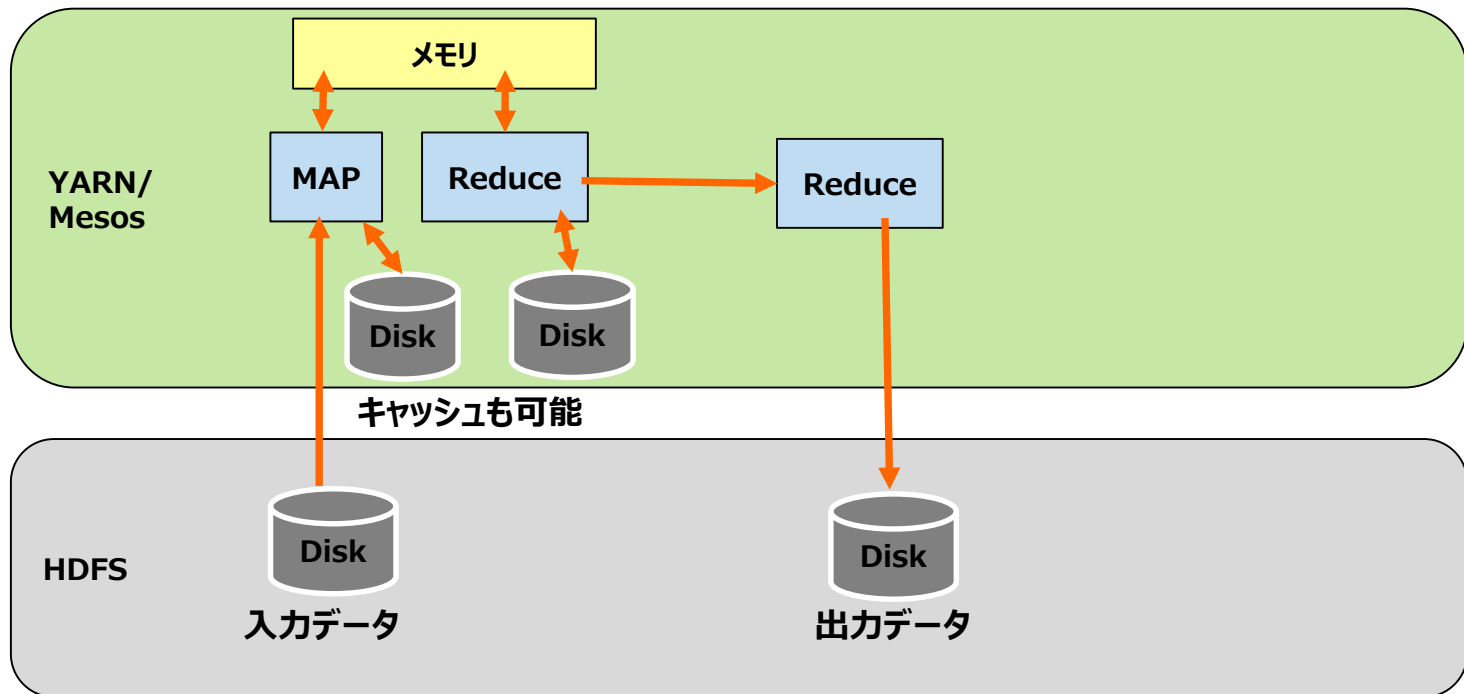 メモリ
MAP
Reduce
Reduce
YARN/
Mesos
Disk
Disk
キャッシュも可能
Disk
Disk
HDFS
入力データ
出力データ